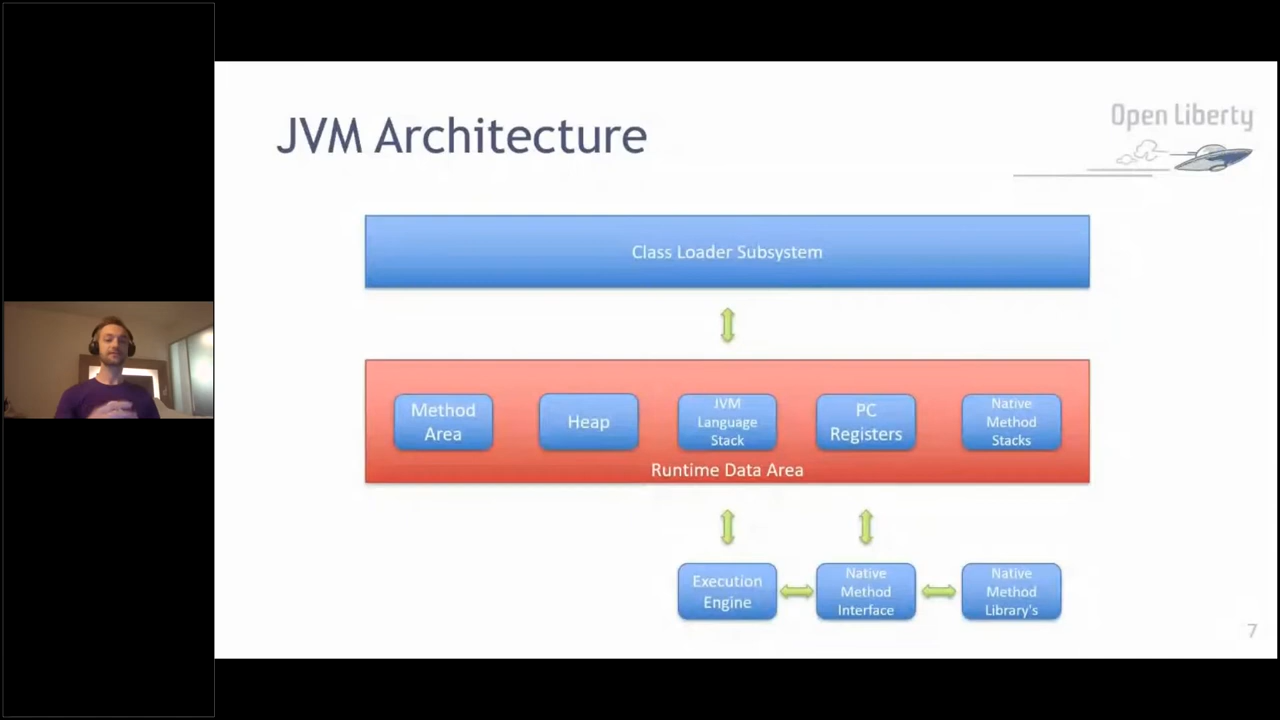 JVM Architecture
Open Liberty
Class Loader Subsystem
Method
Area
Heap
JVM
Language
Stack
PC
Registers
Native
Method
Stacks
Runtime Data Area
Execution
Engine
Native
Method
Interface
Native
Method
Library's
7